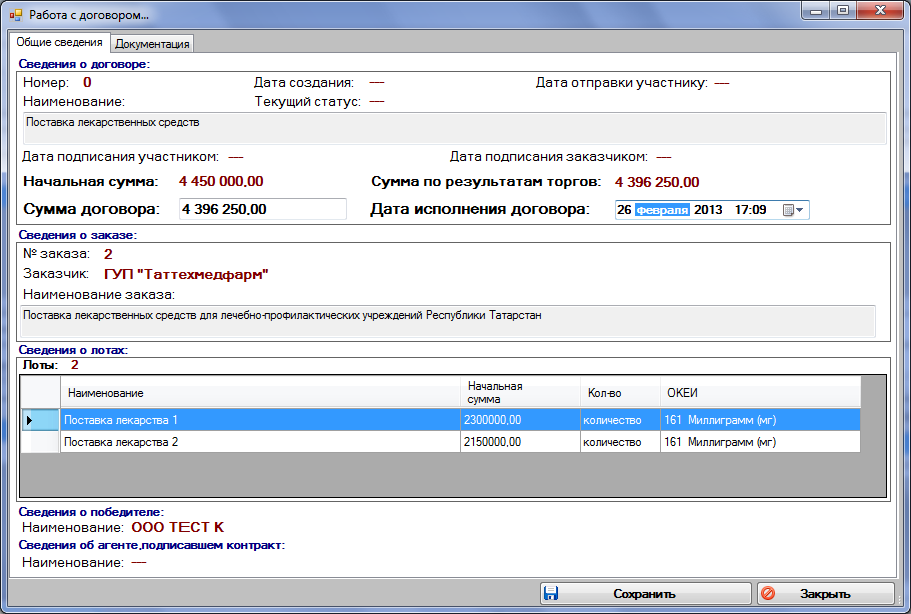 Работа с договором...
Общие сведения Документация
Сведения о договоре:
Номер: 0 Дата создания: --- Дата отправки участнику: ---
Наименование: Текущий статус: ---
Поставка лекарственных средств
Дата подписания участником: --- Дата подписания заказчиком: ---
Начальная сумма: 4 450 000,00 Сумма по результатам торгов: 4 396 250,00
Сумма договора: 4 396 250,00 Дата исполнения договора: 26 февраля 2013 17:09
Сведения о заказе:
№ заказа: 2
Заказчик: ГУП "Таттехмедфарм"
Наименование заказа:
Поставка лекарственных средств для лечебно-профилактических учреждений Республики Татарстан
Сведения о лотах:
Лоты: 2
Наименование Начальная сумма Кол-во ОКЕИ
Поставка лекарства 1 2300000,00 количество 161 Миллиграмм (мг)
Поставка лекарства 2 2150000,00 количество 161 Миллиграмм (мг)
Сведения о победителе:
Наименование: ООО ТЕСТ К
Сведения об агенте,подписавшем контракт:
Наименование: ---
Сохранить Закрыть